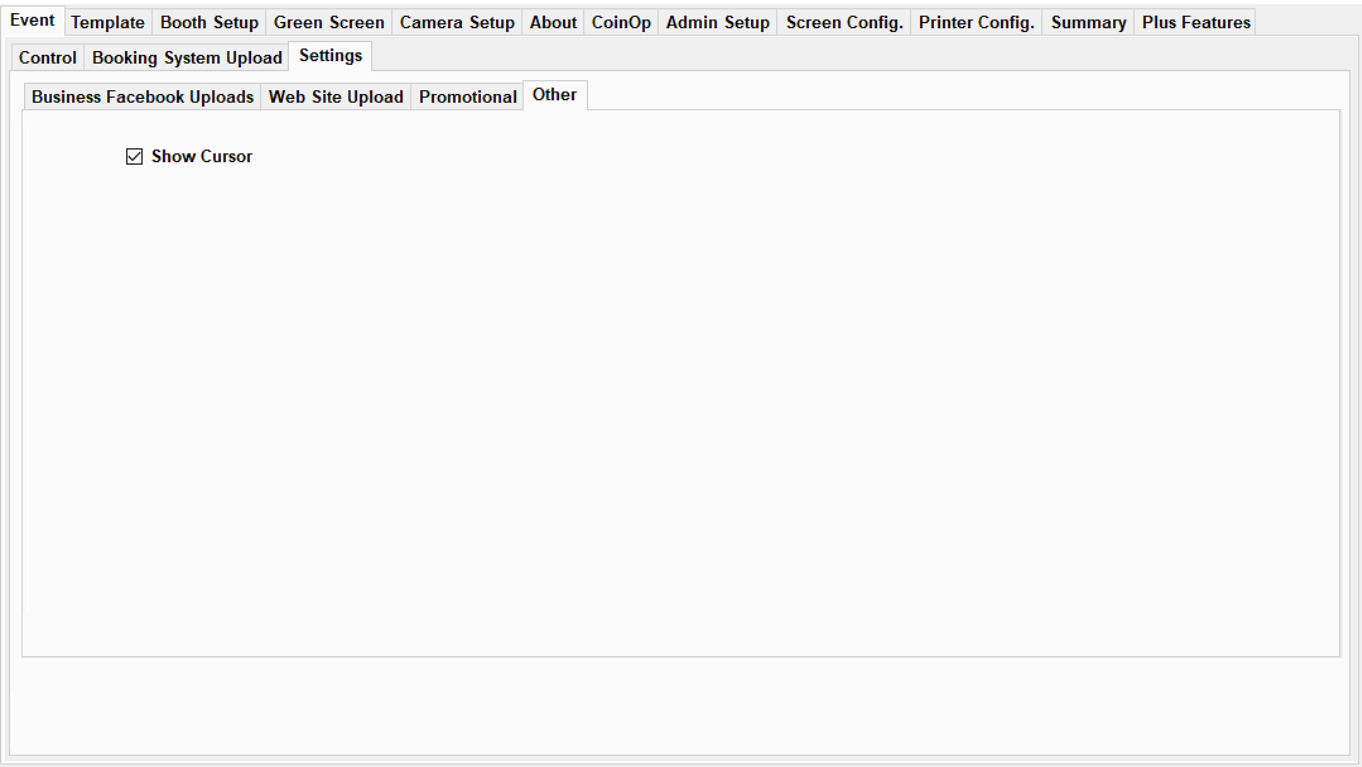 Event Template Booth Setup Green Screen Camera Setup About CoinOp Admin Setup Screen Config. Printer Config. Summary Plus Features
Control Booking System Upload Settings
Business Facebook Uploads Web Site Upload Promotional Other
Show Cursor